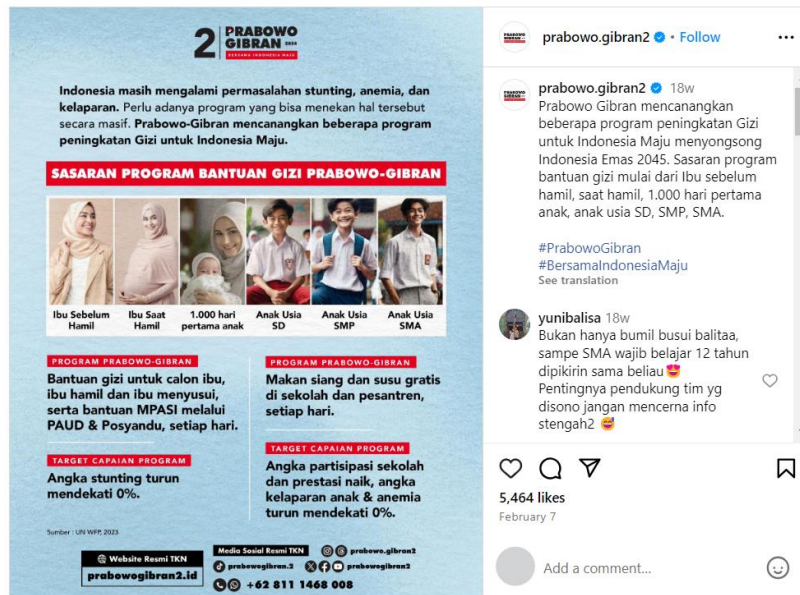 2 PRABOWO
GIBRAN 2024
BERSAMA INDONESIA MAJU
Indonesia masih mengalami permasalahan stunting, anemia, dan
kelaparan. Perlu adanya program yang bisa menekan hal tersebut
secara masif. Prabowo-Gibran mencanangkan beberapa program
peningkatan Gizi untuk Indonesia Maju.
SASARAN PROGRAM BANTUAN GIZI PRABOWO-GIBRAN
Ibu Sebelum
Hamil
Ibu Saat
Hamil
1.000 hari
pertama anak
Anak Usia
SD
Anak Usia
SMP
Anak Usia
SMA
PROGRAM PRABOWO-GIBRAN
Bantuan gizi untuk calon ibu,
ibu hamil dan ibu menyusui,
serta bantuan MPASI melalui
PAUD & Posyandu, setiap hari.
TARGET CAPAIAN PROGRAM
Angka stunting turun
mendekati 0%.
PROGRAM PRABOWO-GIBRAN
Makan siang dan susu gratis
di sekolah dan pesantren,
setiap hari.
TARGET CAPAIAN PROGRAM
Angka partisipasi sekolah
dan prestasi naik, angka
kelaparan anak & anemia
turun mendekati 0%.
Sumber : UN WFP, 2023
Website Resmi TKN
prabowogibran2.id
Media Sosial Resmi TKN
prabowo.gibran2
prabowogibran.2
prabowogibran2
+62 811 1468 008
prabowo.gibran2 • Follow
prabowo.gibran2 18w
Prabowo Gibran mencanangkan
beberapa program peningkatan Gizi
untuk Indonesia Maju menyongsong
Indonesia Emas 2045. Sasaran program
bantuan gizi mulai dari Ibu sebelum
hamil, saat hamil, 1.000 hari pertama
anak, anak usia SD, SMP, SMA.
#PrabowoGibran
#BersamaIndonesiaMaju
See translation
yunibalisa 18w
Bukan hanya bumil busui balitaa,
sampe SMA wajib belajar 12 tahun
dipikirin sama beliau😍
Pentingnya pendukung tim yg
disono jangan mencerna info
stengah2 😅
5,464 likes
February 7
Add a comment...